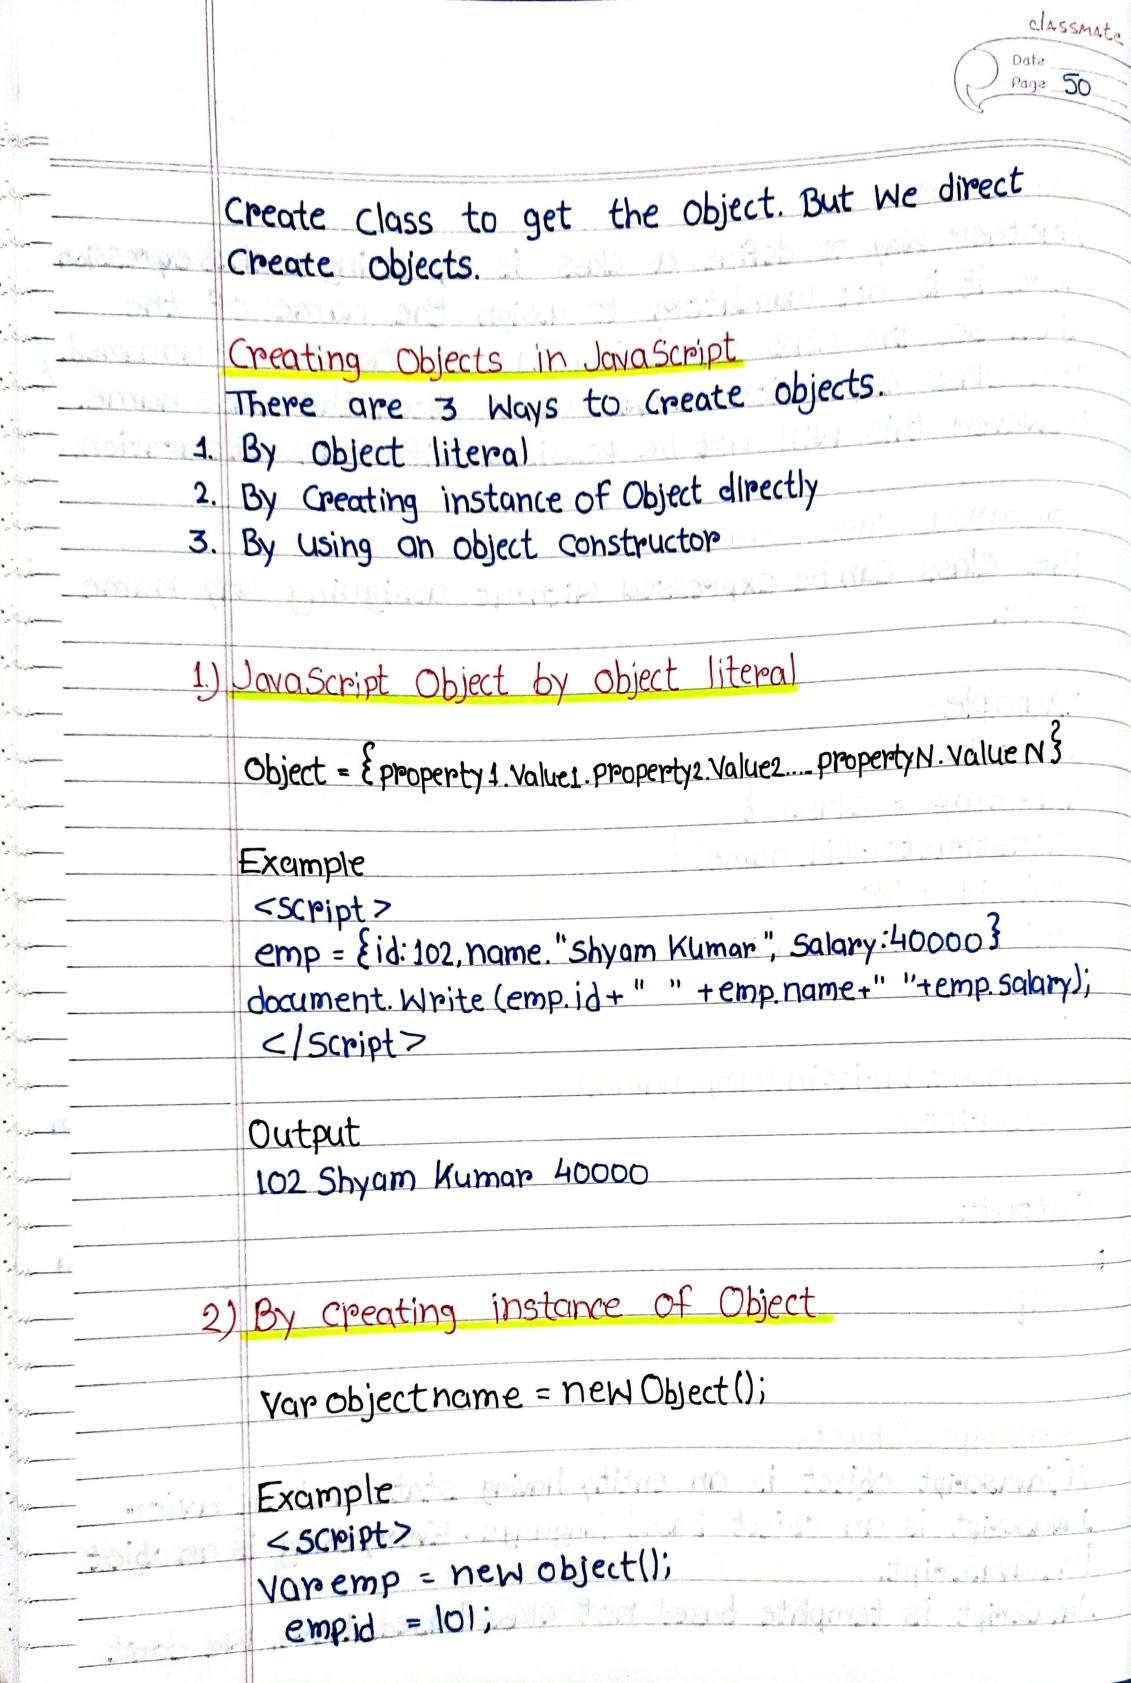 classmate
Date
Page 50
Create Class to get the object. But We direct
Create objects.
Creating Objects in JavaScript
There are 3 Ways to Create objects.
1. By Object literal
2. By Creating instance of Object directly
3. By using an object constructor
1.) JavaScript Object by object literal
Object = {property1.Value1.property2.Value2.... propertyN.ValueN}
Example
<script>
emp = {id:102,name."Shyam Kumar", Salary:40000}
document.Write(emp.id+" " +emp.name+" "+emp.salary);
</script>
Output
102 Shyam Kumar 40000
2) By creating instance of Object
Var objectname = new Object();
Example
<script>
var emp = new object();
emp.id = 101;